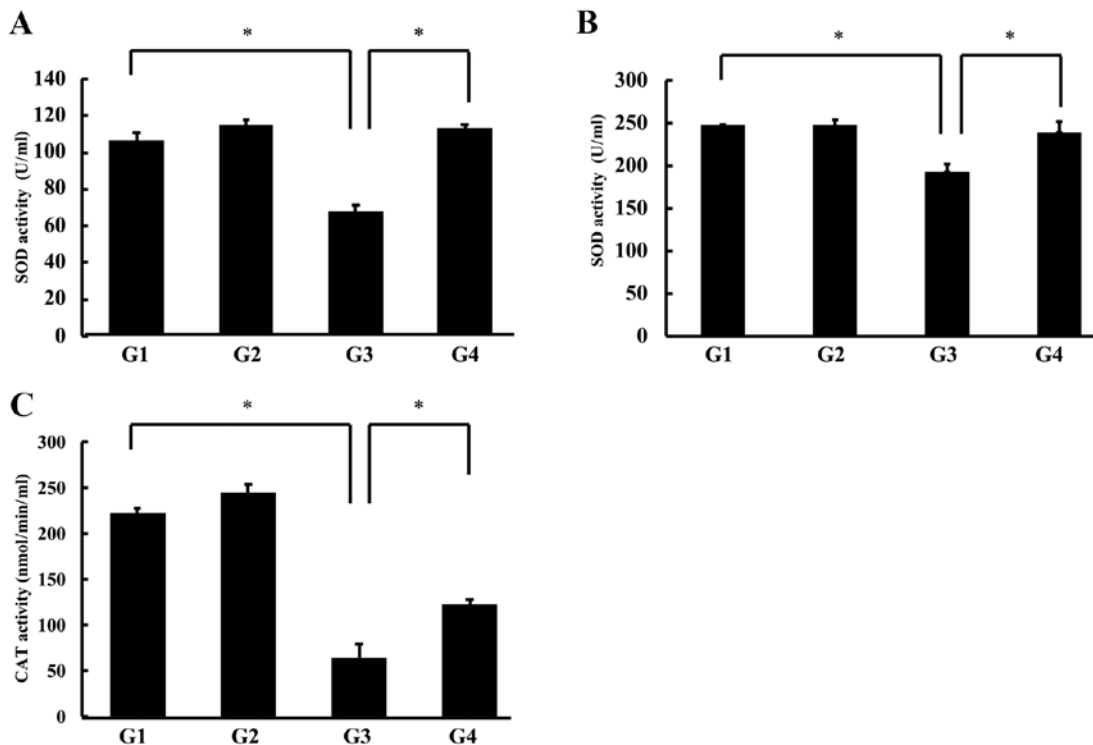 A
* *
SOD activity (U/ml)
140
120
100
80
60
40
20
0
G1 G2 G3 G4
B
* *
SOD activity (U/ml)
300
250
200
150
100
50
0
G1 G2 G3 G4
C
* *
CAT activity (nmol/min/ml)
300
250
200
150
100
50
0
G1 G2 G3 G4